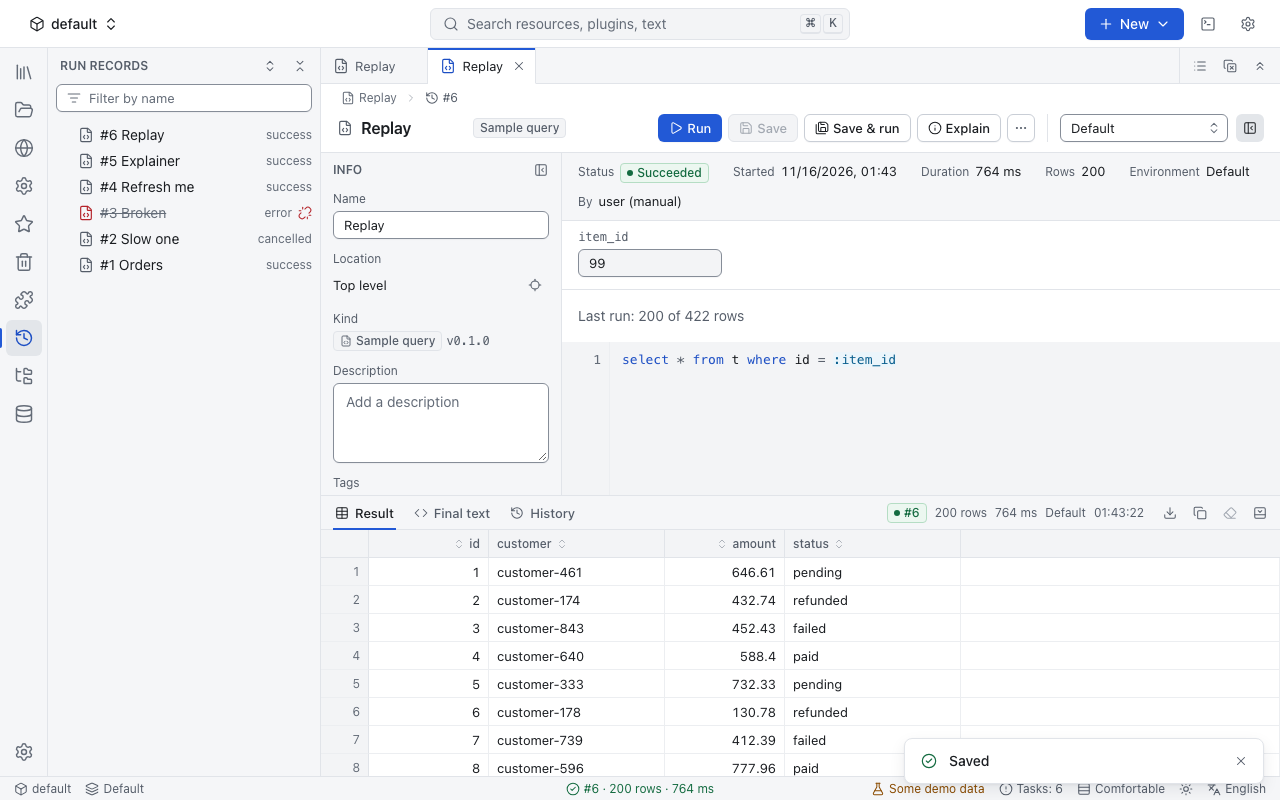 default
Search resources, plugins, text
⌘ K
New
RUN RECORDS
Filter by name
#6 Replay success
#5 Explainer success
#4 Refresh me success
#3 Broken error
#2 Slow one cancelled
#1 Orders success
Replay
Replay
Replay
#6
Replay
Sample query
Run
Save
Save & run
Explain
Default
INFO
Name
Replay
Location
Top level
Kind
Sample query v0.1.0
Description
Add a description
Tags
Status Succeeded Started 11/16/2026, 01:43 Duration 764 ms Rows 200 Environment Default
By user (manual)
item_id
99
Last run: 200 of 422 rows
1 select * from t where id = :item_id
Result Final text History
#6 200 rows 764 ms Default 01:43:22
id customer amount status
1 1 customer-461 646.61 pending
2 2 customer-174 432.74 refunded
3 3 customer-843 452.43 failed
4 4 customer-640 588.4 paid
5 5 customer-333 732.33 pending
6 6 customer-178 130.78 refunded
7 7 customer-739 412.39 failed
8 8 customer-596 777.96 paid
Saved
default Default #6 · 200 rows · 764 ms Some demo data Tasks: 6 Comfortable English